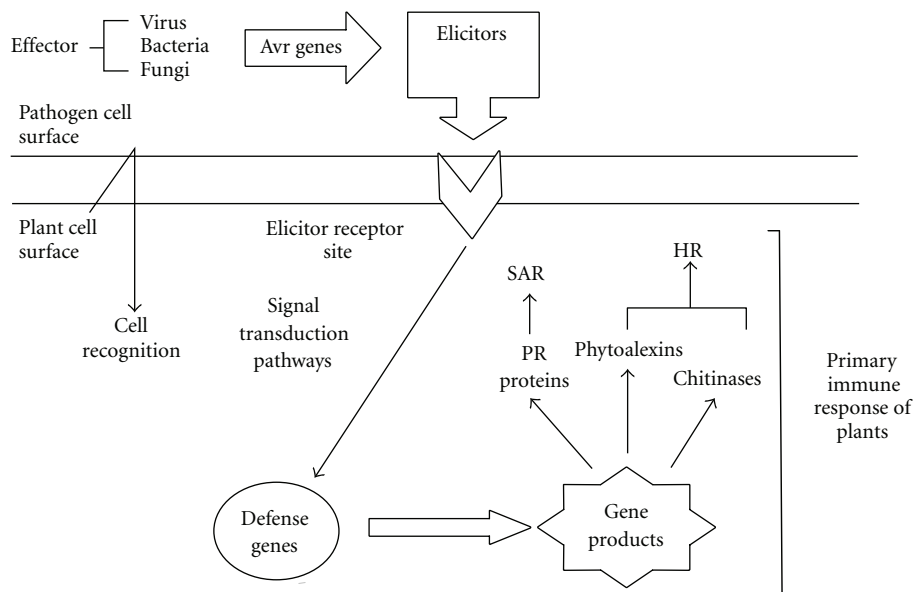 Effector
Virus
Bacteria
Fungi
Avr genes
Elicitors
Pathogen cell
surface
Plant cell
surface
Elicitor receptor
site
Cell
recognition
Signal
transduction
pathways
SAR
HR
PR
proteins
Phytoalexins
Chitinases
Primary
immune
response of
plants
Defense
genes
Gene
products